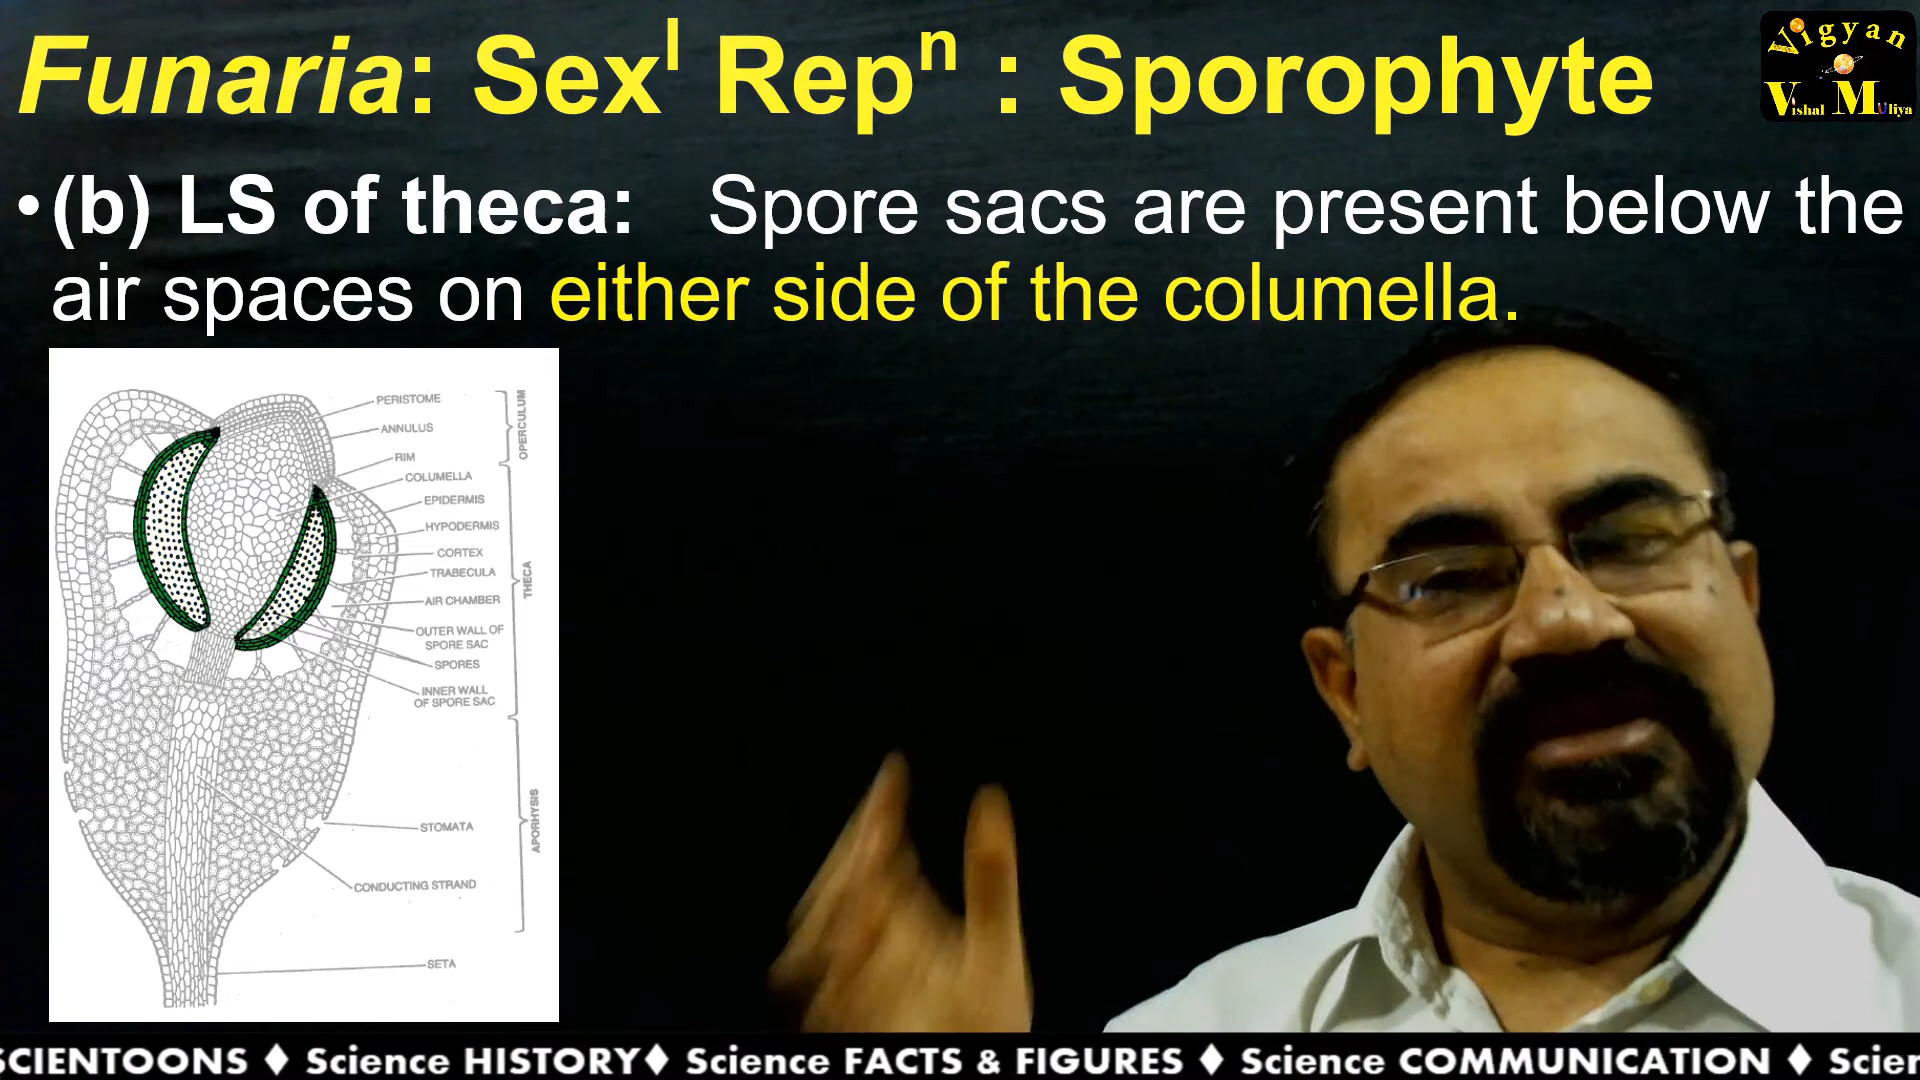 Funaria: Sexˡ Repⁿ : Sporophyte
Vigyan
Vishal Muliya
•(b) LS of theca: Spore sacs are present below the
air spaces on either side of the columella.
PERISTOME
ANNULUS
RIM
COLUMELLA
EPIDERMIS
HYPODERMIS
CORTEX
TRABECULA
AIR CHAMBER
OUTER WALL OF
SPORE SAC
SPORES
INNER WALL
OF SPORE SAC
STOMATA
CONDUCTING STRAND
SETA
OPERCULUM
THECA
APORHYSIS
SCIENTOONS ♦ Science HISTORY♦ Science FACTS & FIGURES ♦ Science COMMUNICATION ♦ Scien